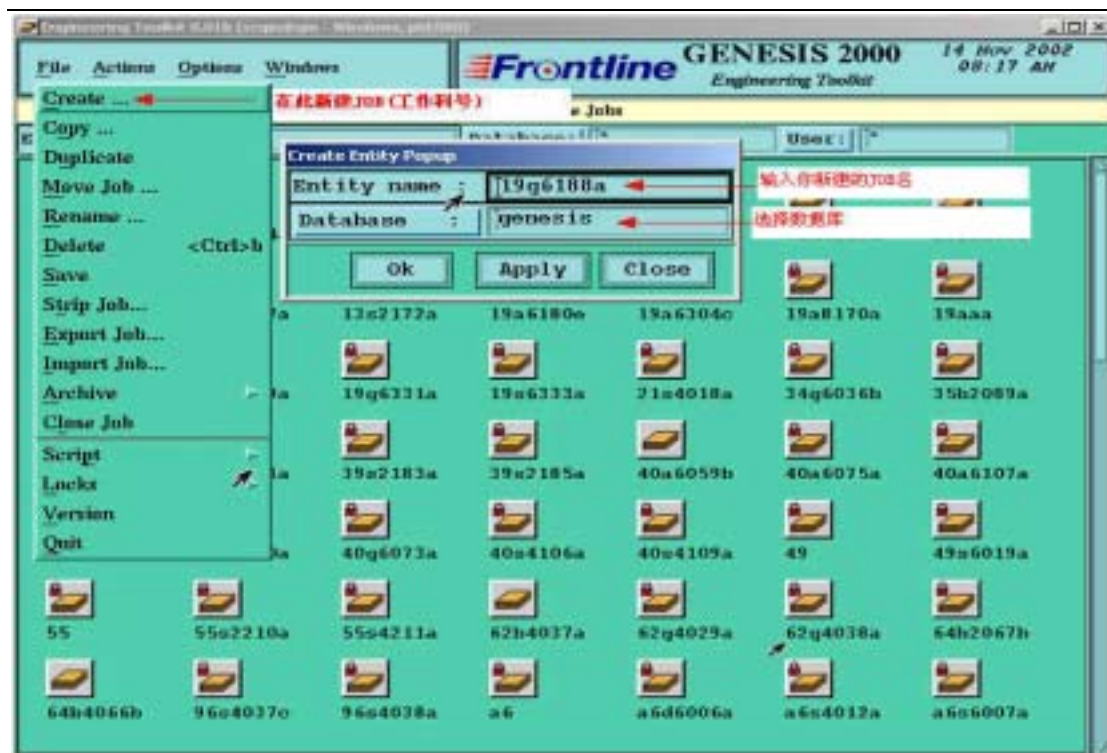 File Actions Options Windows
Frontline
GENESIS 2000
Engineering Toolkit
14 Nov 2002
08:17 AM
Create ...
在此新建JOB(工作料号)
Jobs
Copy ...
Database:
User:
Duplicate
Create Entity Popup
Move Job ...
Entity name :
19g6188a
输入你新建的JOB名
Rename ...
Database :
genesis
选择数据库
Delete <Ctrl>b
Save
Ok Apply Close
Strip Job...
13s2172a 19a6180e 19a6304c 19a8170a 19aaa
Export Job...
Import Job...
Archive
19g6331a 19s6333a 21s4018a 34g6036b 35b2089a
Close Job
Script
Locks
39s2183a 39s2185a 40a6059b 40a6075a 40a6107a
Version
Quit
40g6073a 40s4106a 40s4109a 49 49s6019a
55 55s2210a 55s4211a 62b4037a 62g4029a 62g4038a 64b2067b
64b4066b 96s4037c 96s4038a a6 a6d6006a a6s4012a a6s6007a